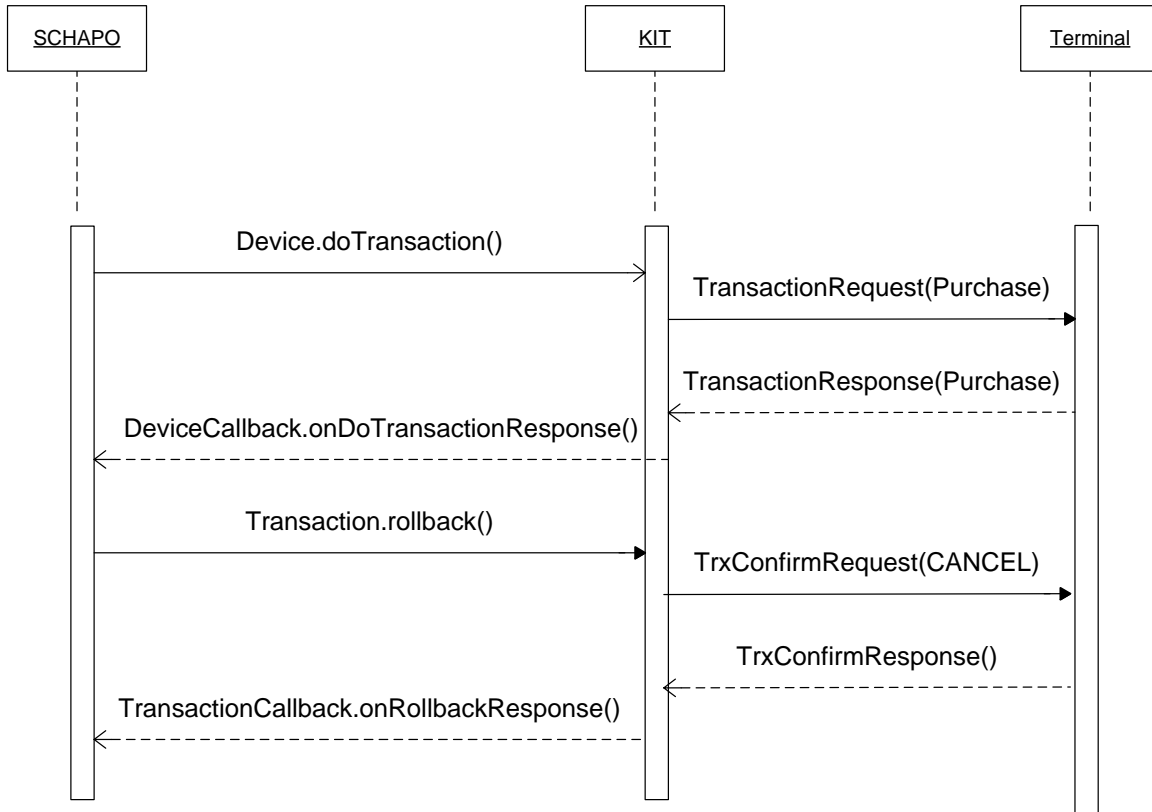 SCHAPO
KIT
Terminal
Device.doTransaction()
TransactionRequest(Purchase)
TransactionResponse(Purchase)
DeviceCallback.onDoTransactionResponse()
Transaction.rollback()
TrxConfirmRequest(CANCEL)
TrxConfirmResponse()
TransactionCallback.onRollbackResponse()